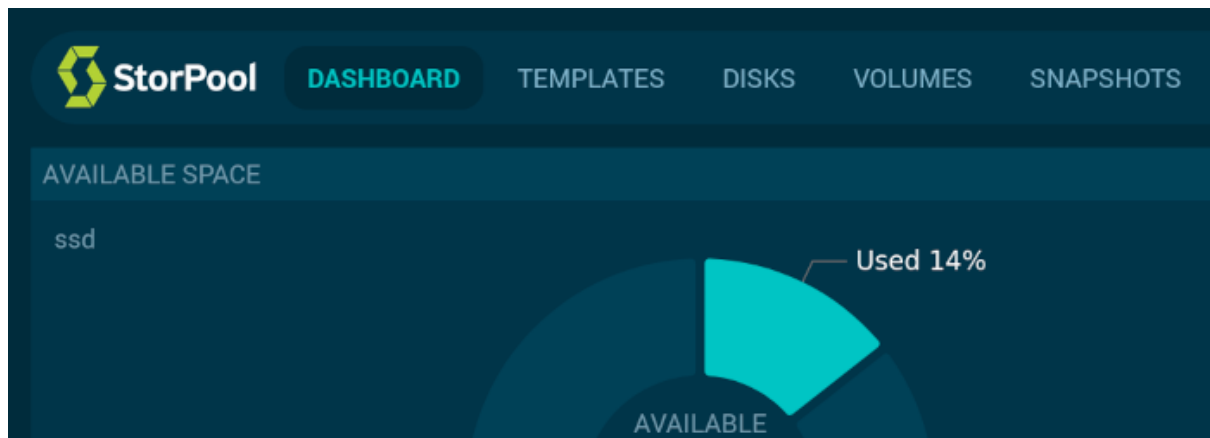 StorPool DASHBOARD TEMPLATES DISKS VOLUMES SNAPSHOTS
AVAILABLE SPACE
ssd
Used 14%
AVAILABLE